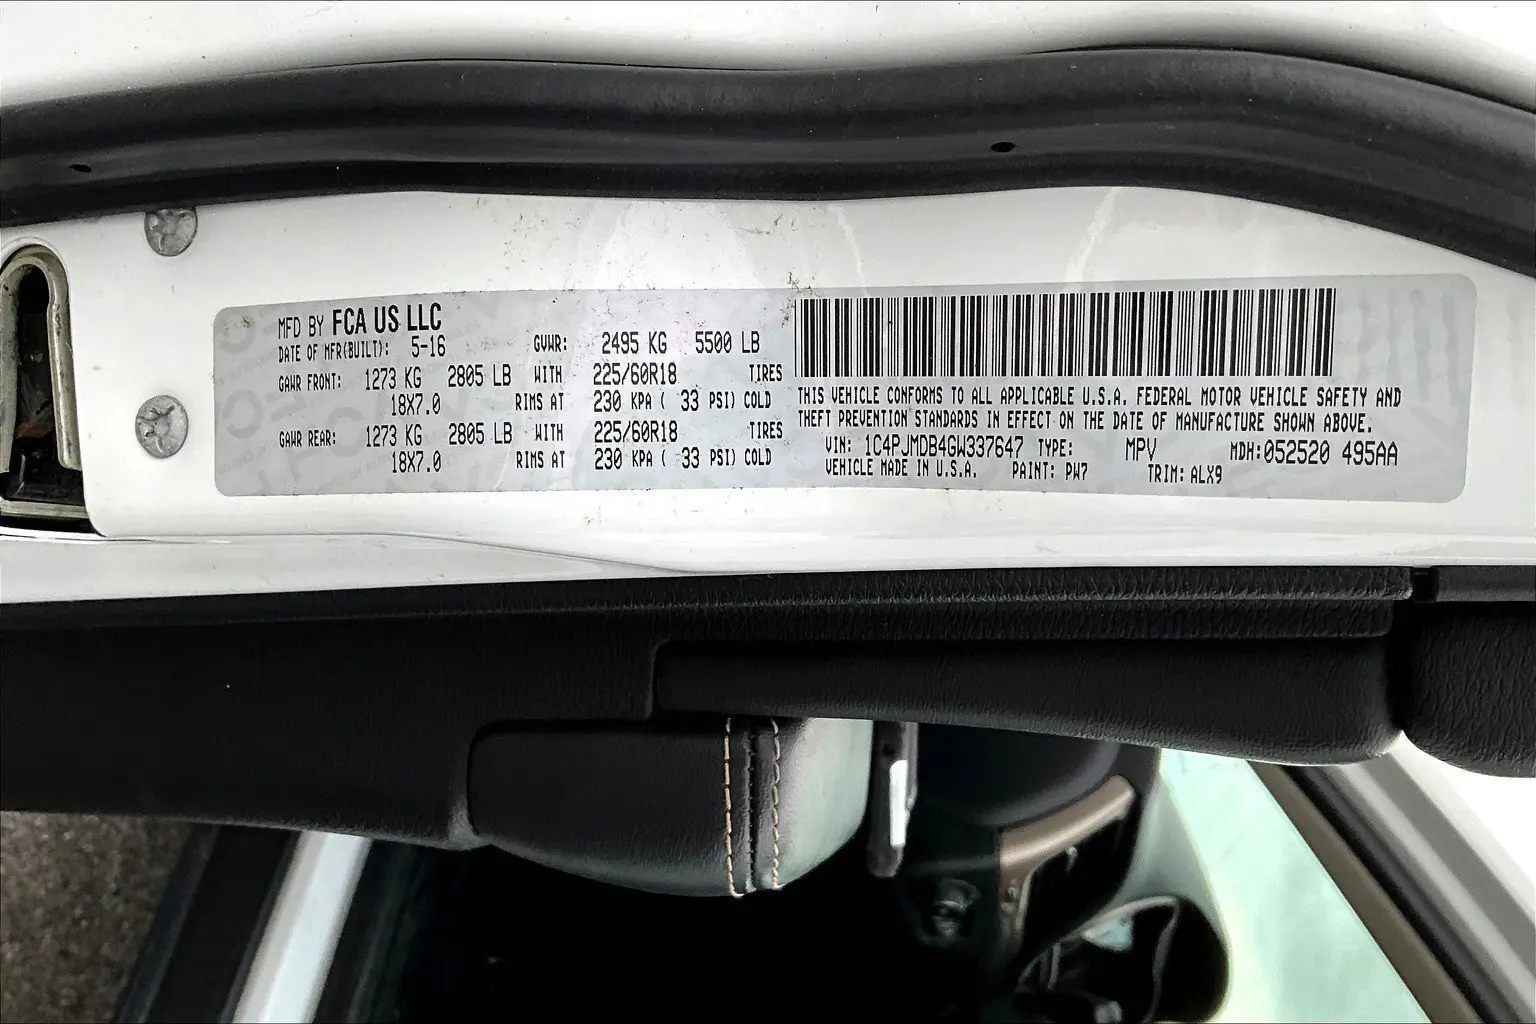 MFD BY FCA US LLC
DATE OF MFR(BUILT): 5-16 GVWR: 2495 KG 5500 LB
GAWR FRONT: 1273 KG 2805 LB WITH 225/60R18 TIRES
18X7.0 RIMS AT 230 KPA ( 33 PSI) COLD
GAWR REAR: 1273 KG 2805 LB WITH 225/60R18 TIRES
18X7.0 RIMS AT 230 KPA ( 33 PSI) COLD
THIS VEHICLE CONFORMS TO ALL APPLICABLE U.S.A. FEDERAL MOTOR VEHICLE SAFETY AND
THEFT PREVENTION STANDARDS IN EFFECT ON THE DATE OF MANUFACTURE SHOWN ABOVE.
VIN: 1C4PJMDB4GW337647 TYPE: MPV MDH: 052520 495AA
VEHICLE MADE IN U.S.A. PAINT: PW7 TRIM: ALX9